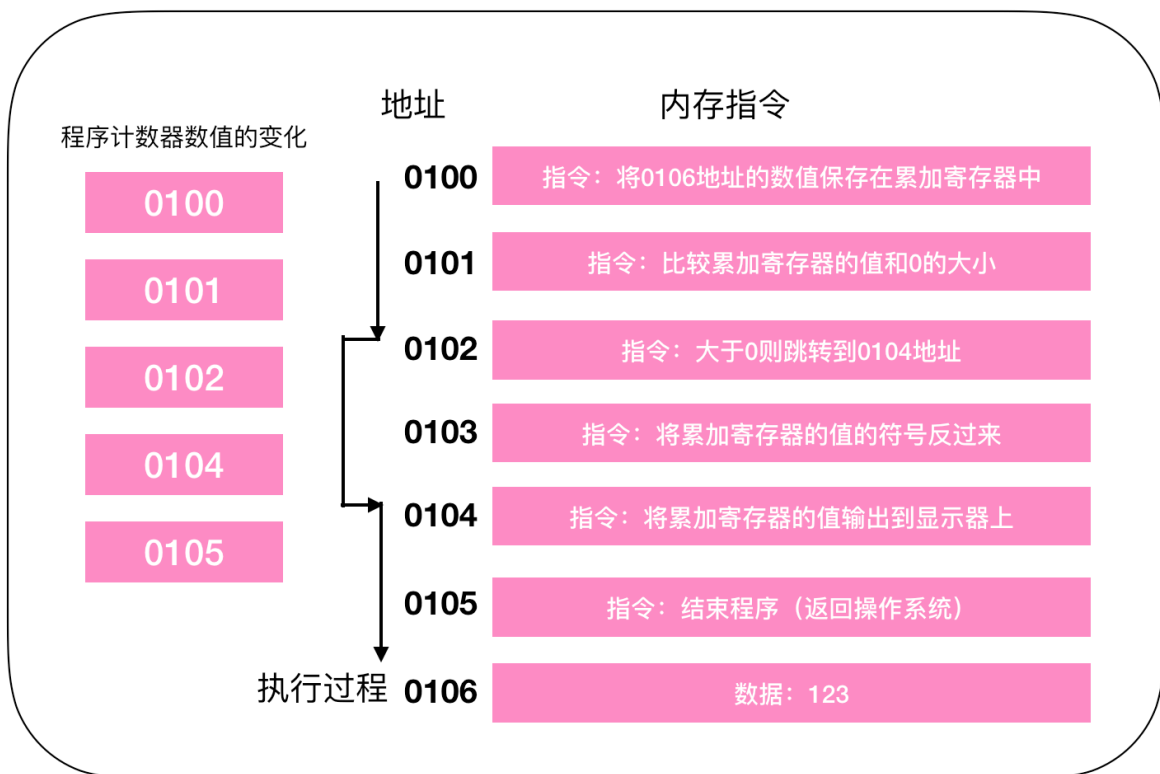 地址 内存指令
程序计数器数值的变化
0100 0100 指令：将0106地址的数值保存在累加寄存器中
0101 0101 指令：比较累加寄存器的值和0的大小
0102 0102 指令：大于0则跳转到0104地址
0104 0103 指令：将累加寄存器的值的符号反过来
0105 0104 指令：将累加寄存器的值输出到显示器上
0105 指令：结束程序（返回操作系统）
执行过程 0106 数据：123